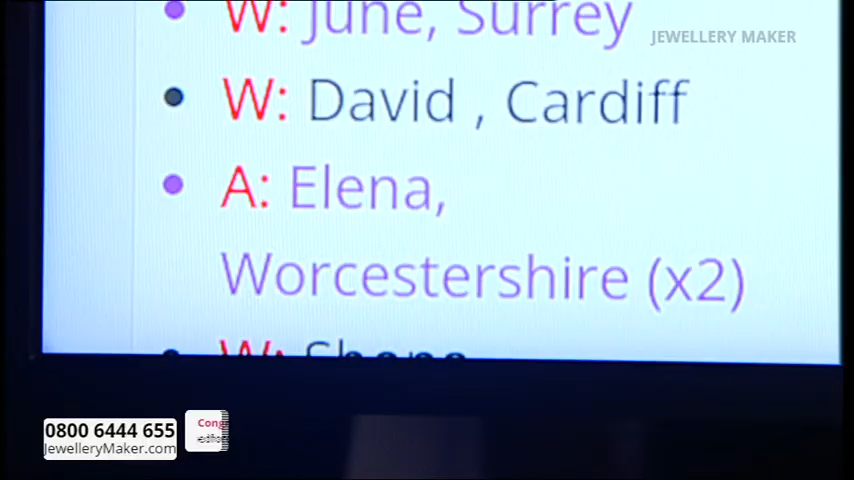 W: June, Surrey
JEWELLERY MAKER
W: David , Cardiff
A: Elena,
Worcestershire (x2)
W:
0800 6444 655
JewelleryMaker.com